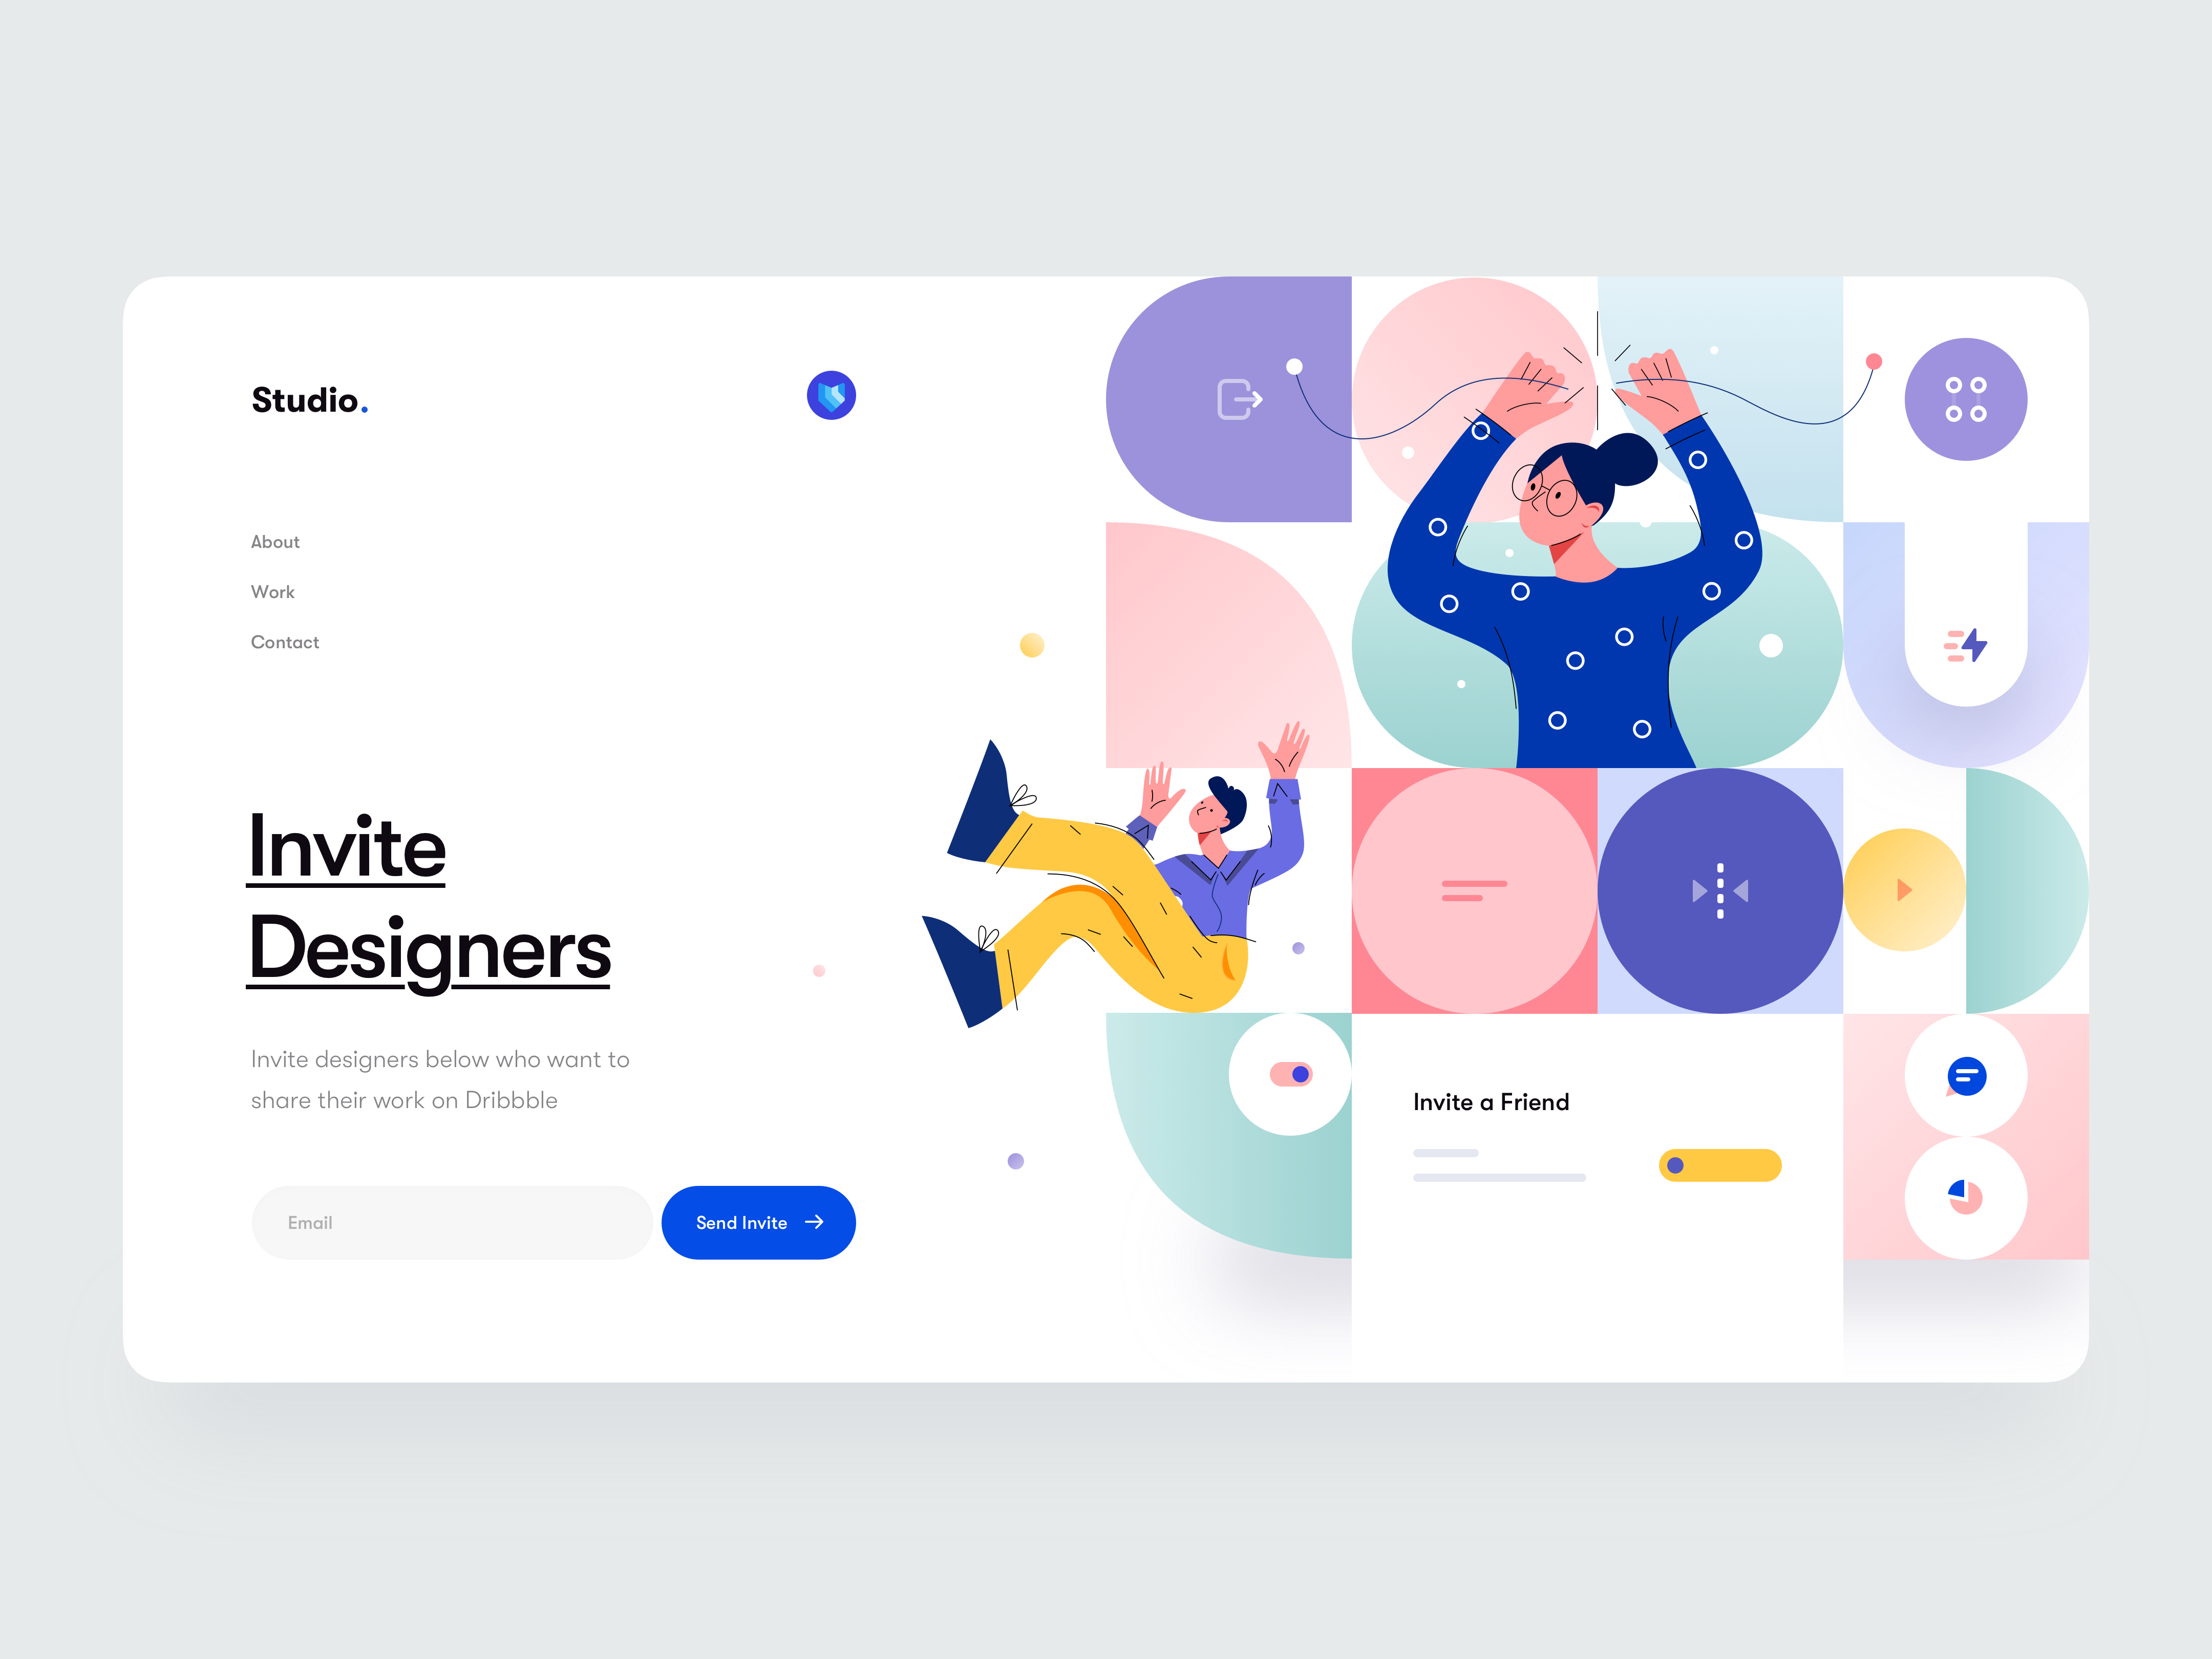 Studio.
About
Work
Contact
Invite
Designers
Invite designers below who want to
share their work on Dribbble
Email
Send Invite
Invite a Friend